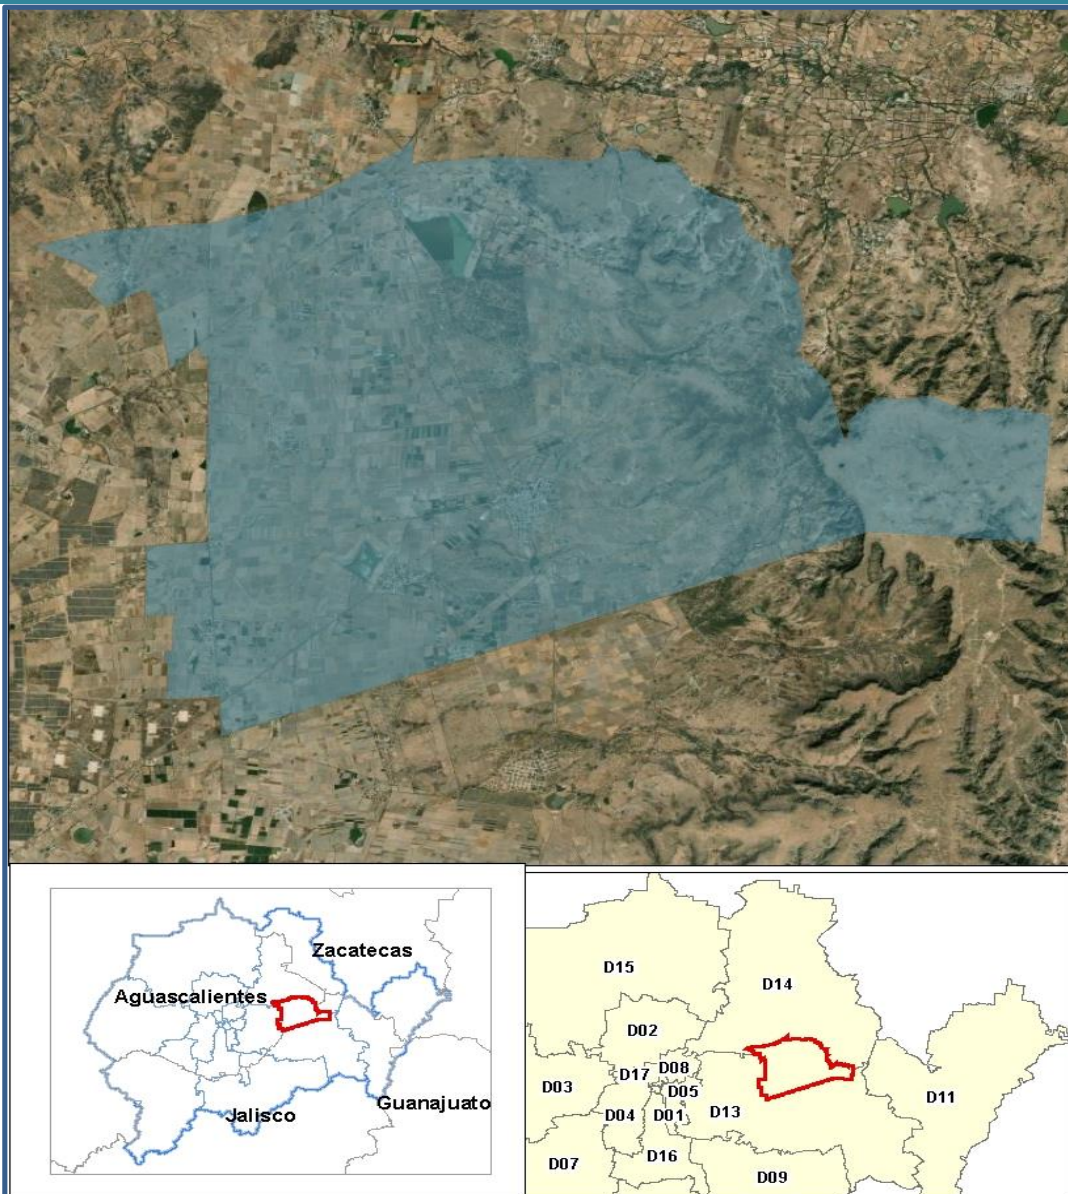 Zacatecas
Aguascalientes
Jalisco
Guanajuato
D15
D14
D02
D17
D08
D03
D05
D11
D04
D01
D13
D16
D07
D09